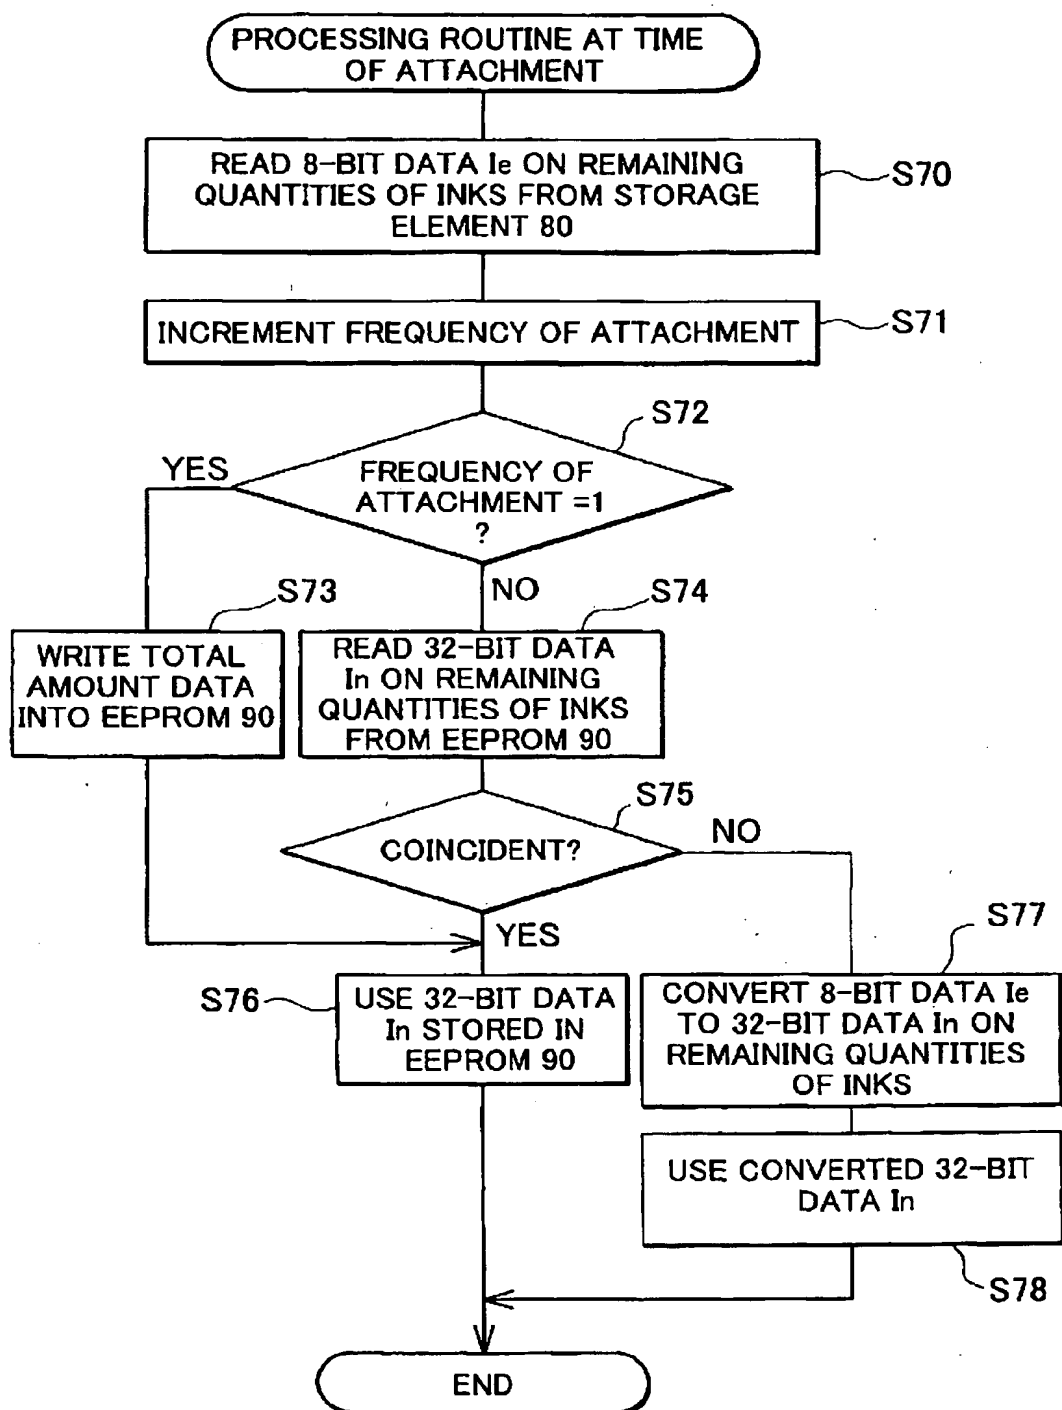 PROCESSING ROUTINE AT TIME
OF ATTACHMENT
READ 8-BIT DATA Ie ON REMAINING
QUANTITIES OF INKS FROM STORAGE
ELEMENT 80
S70
INCREMENT FREQUENCY OF ATTACHMENT
S71
S72
YES
FREQUENCY OF
ATTACHMENT =1
?
NO
S73
S74
WRITE TOTAL
AMOUNT DATA
INTO EEPROM 90
READ 32-BIT DATA
In ON REMAINING
QUANTITIES OF INKS
FROM EEPROM 90
S75
COINCIDENT?
NO
YES
S77
S76
USE 32-BIT DATA
In STORED IN
EEPROM 90
CONVERT 8-BIT DATA Ie
TO 32-BIT DATA In ON
REMAINING QUANTITIES
OF INKS
USE CONVERTED 32-BIT
DATA In
S78
END